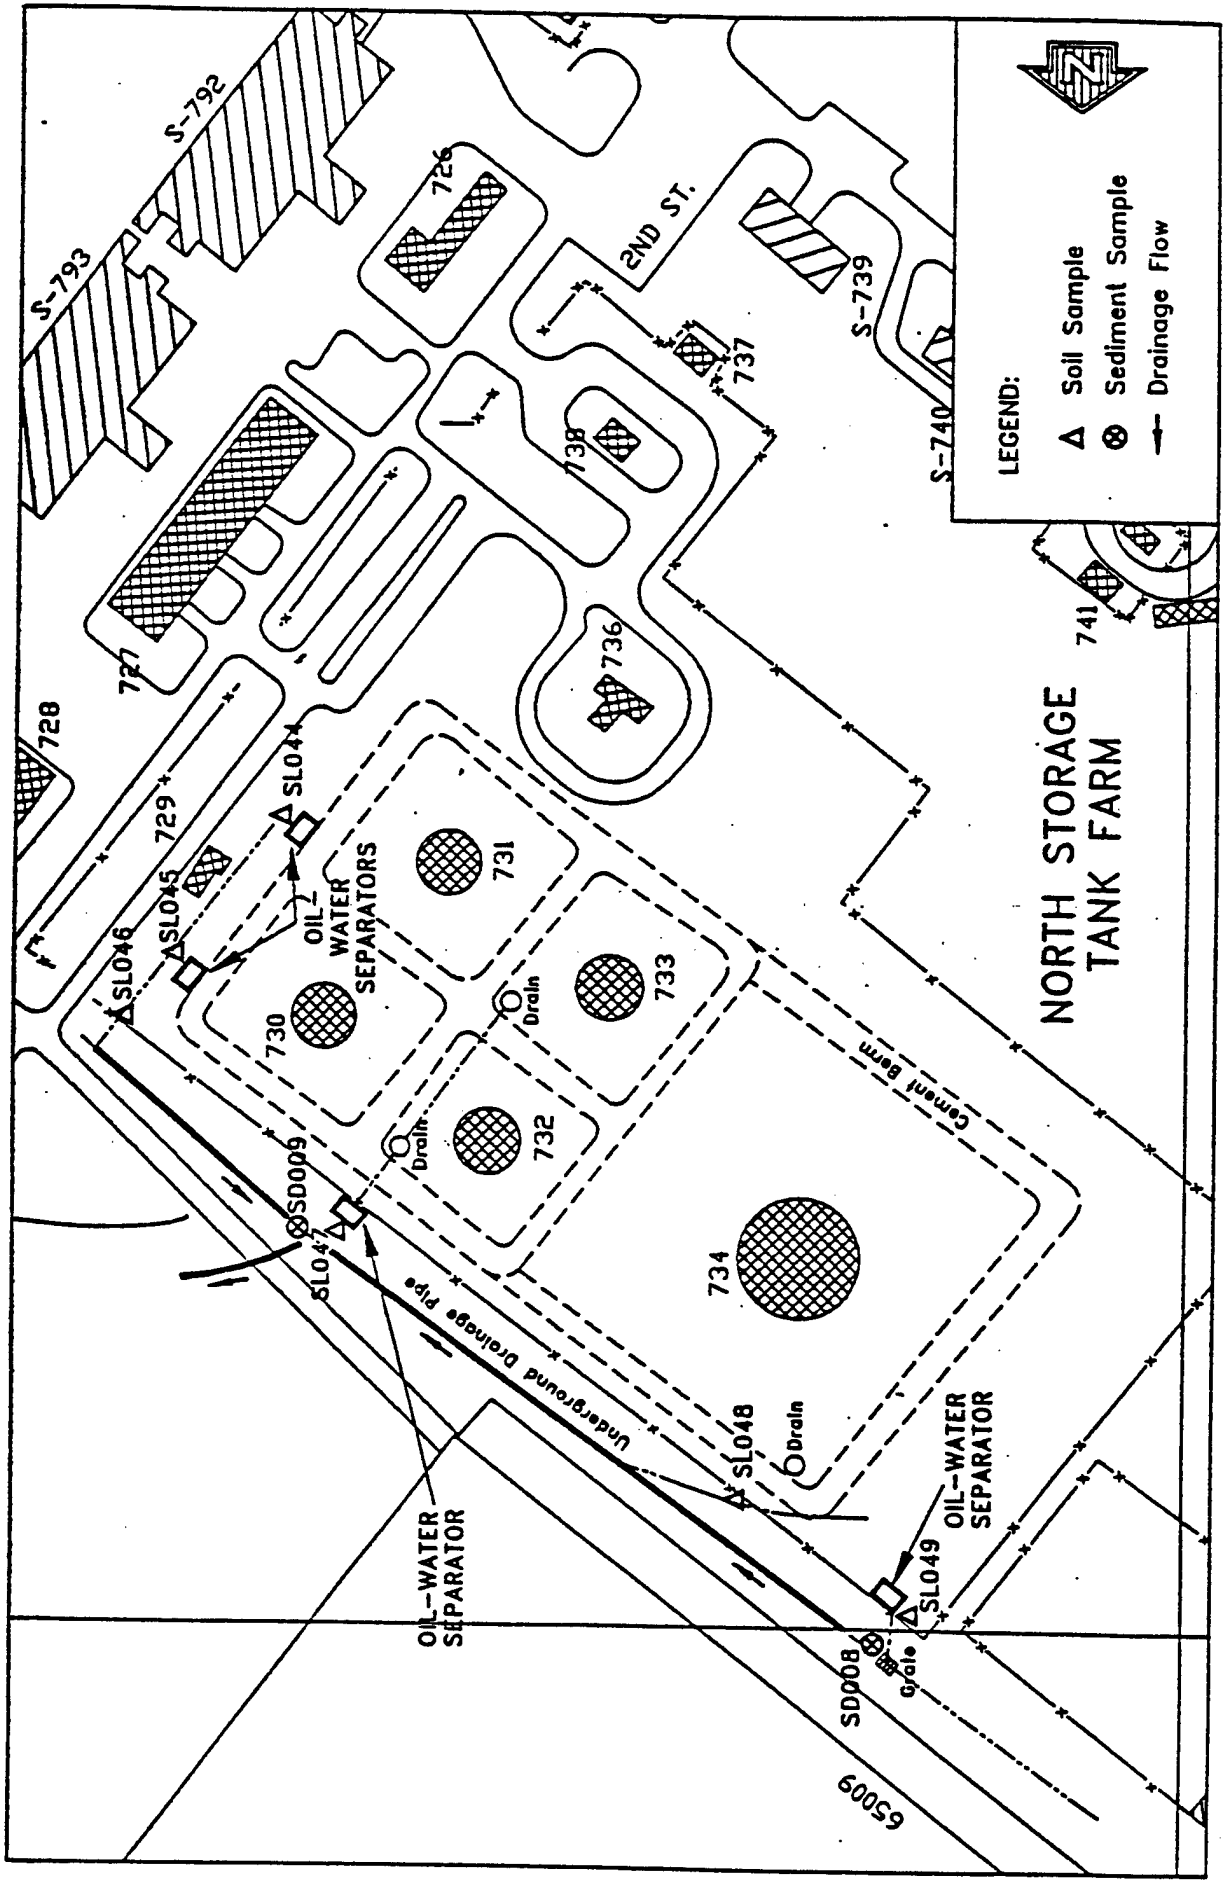 S-792
S-793
726
2ND ST.
S-739
737
738
S-740
727
728
736
741
729
SL044
SL045
SL046
OIL-
WATER
SEPARATORS
731
730
733
Drain
732
Drain
SD009
SL047
Cement Berm
734
Underground Drainage Pipe
SL048
Drain
OIL-WATER
SEPARATOR
OIL-WATER
SEPARATOR
SL049
SD008
Grate
65009
NORTH STORAGE
TANK FARM
N
LEGEND:
Soil Sample
Sediment Sample
Drainage Flow